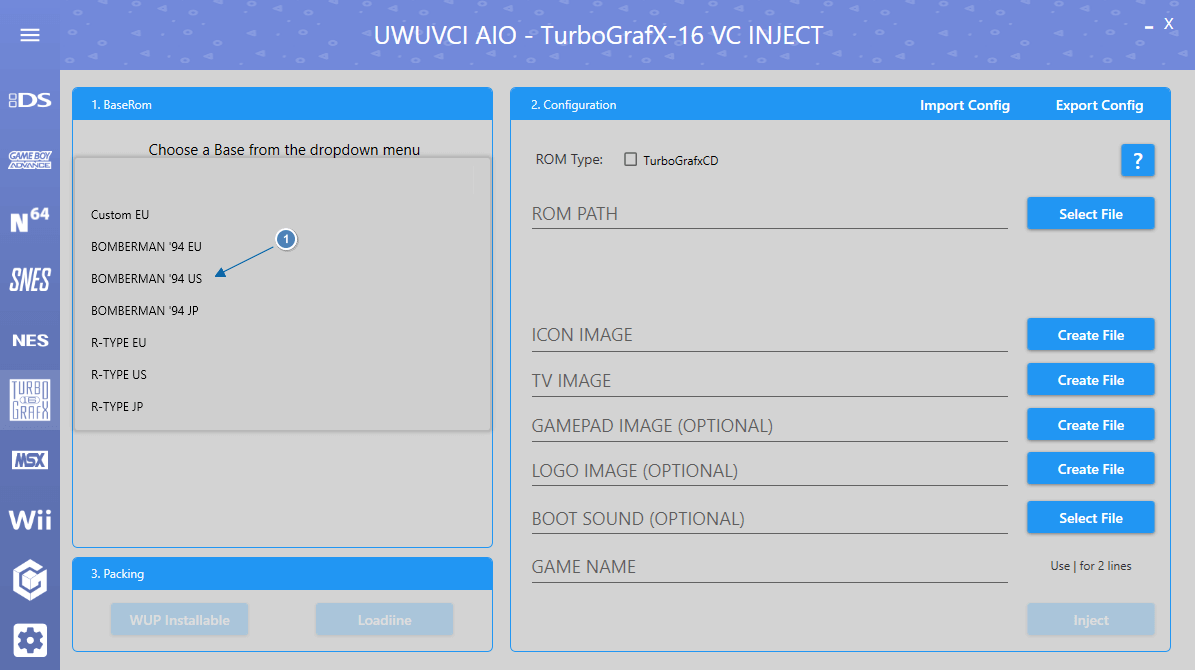 UWUVCI AIO - TurboGrafX-16 VC INJECT
– X
DS
GAME BOY
ADVANCE
N64
SNES
NES
TURBO
16
GRAFX
MSX
Wii
1. BaseRom
Choose a Base from the dropdown menu
Custom EU
BOMBERMAN '94 EU
1
BOMBERMAN '94 US
BOMBERMAN '94 JP
R-TYPE EU
R-TYPE US
R-TYPE JP
3. Packing
WUP Installable Loadiine
2. Configuration Import Config Export Config
ROM Type: TurboGrafxCD ?
ROM PATH Select File
ICON IMAGE Create File
TV IMAGE Create File
GAMEPAD IMAGE (OPTIONAL) Create File
LOGO IMAGE (OPTIONAL) Create File
BOOT SOUND (OPTIONAL) Select File
GAME NAME Use | for 2 lines
Inject